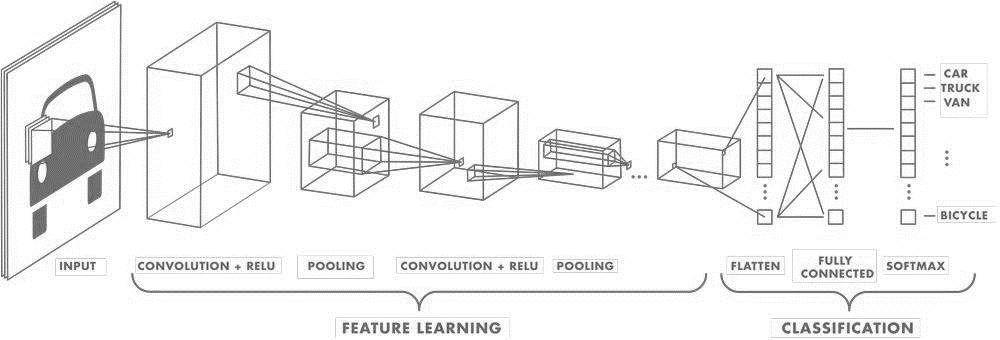 CAR
TRUCK
VAN
BICYCLE
INPUT
CONVOLUTION + RELU
POOLING
CONVOLUTION + RELU
POOLING
FLATTEN
FULLY
CONNECTED
SOFTMAX
FEATURE LEARNING
CLASSIFICATION